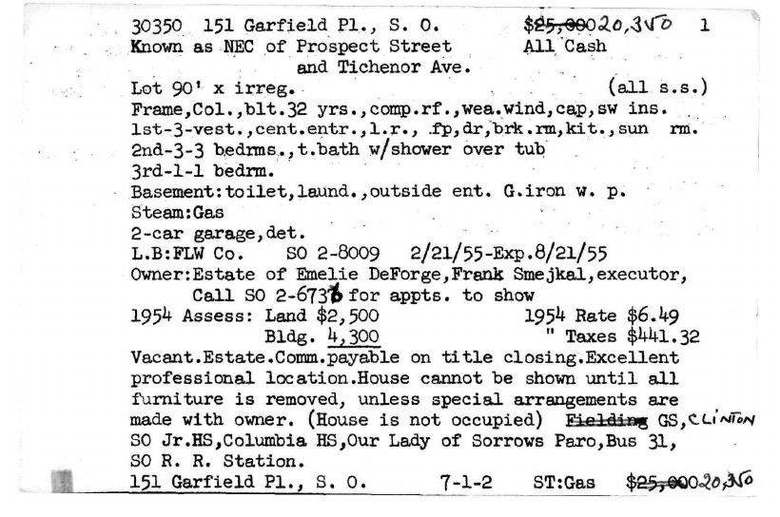 30350 151 Garfield Pl., S. O. $25,000 20,350 1
Known as NEC of Prospect Street All Cash
and Tichenor Ave.
Lot 90' x irreg. (all s.s.)
Frame,Col.,blt.32 yrs.,comp.rf.,wea.wind,cap,sw ins.
1st-3-vest.,cent.entr.,l.r., fp,dr,brk.rm,kit.,sun rm.
2nd-3-3 bedrms.,t.bath w/shower over tub
3rd-1-1 bedrm.
Basement:toilet,laund.,outside ent. G.iron w. p.
Steam:Gas
2-car garage,det.
L.B:FLW Co. SO 2-8009 2/21/55-Exp.8/21/55
Owner:Estate of Emelie DeForge,Frank Smejkal,executor,
Call SO 2-6736 for appts. to show
1954 Assess: Land $2,500 1954 Rate $6.49
Bldg. 4,300 " Taxes $441.32
Vacant.Estate.Comm.payable on title closing.Excellent
professional location.House cannot be shown until all
furniture is removed, unless special arrangements are
made with owner. (House is not occupied) Fielding GS, CLINTON
SO Jr.HS,Columbia HS,Our Lady of Sorrows Paro,Bus 31,
SO R. R. Station.
151 Garfield Pl., S. O. 7-1-2 ST:Gas $25,000 20,350